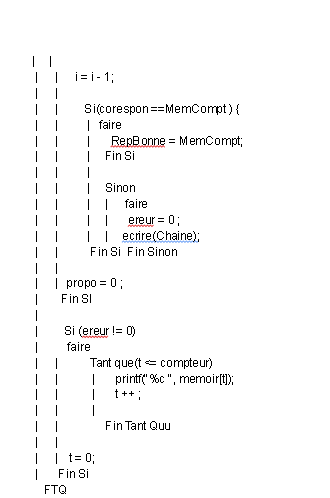 |   |
|   |   i = i - 1;
|   |
|   |   Si(corespon==MemCompt ) {
|   |   |   faire
|   |   |   RepBonne = MemCompt;
|   |   |   Fin Si
|   |   |
|   |   |   Sinon
|   |   |   |   faire
|   |   |   |   ereur = 0 ;
|   |   |   |   ecrire(Chaine);
|   |   Fin Si  Fin Sinon
|   |
|   |   propo = 0 ;
|   Fin SI
|
|   Si (ereur != 0)
|   faire
|   |   Tant que(t <= compteur)
|   |   |   printf("%c ", memoir[t]);
|   |   |   t ++ ;
|   |   |
|   |   |   Fin Tant Quu
|   |
|   |   t = 0;
|   Fin Si
FTQ